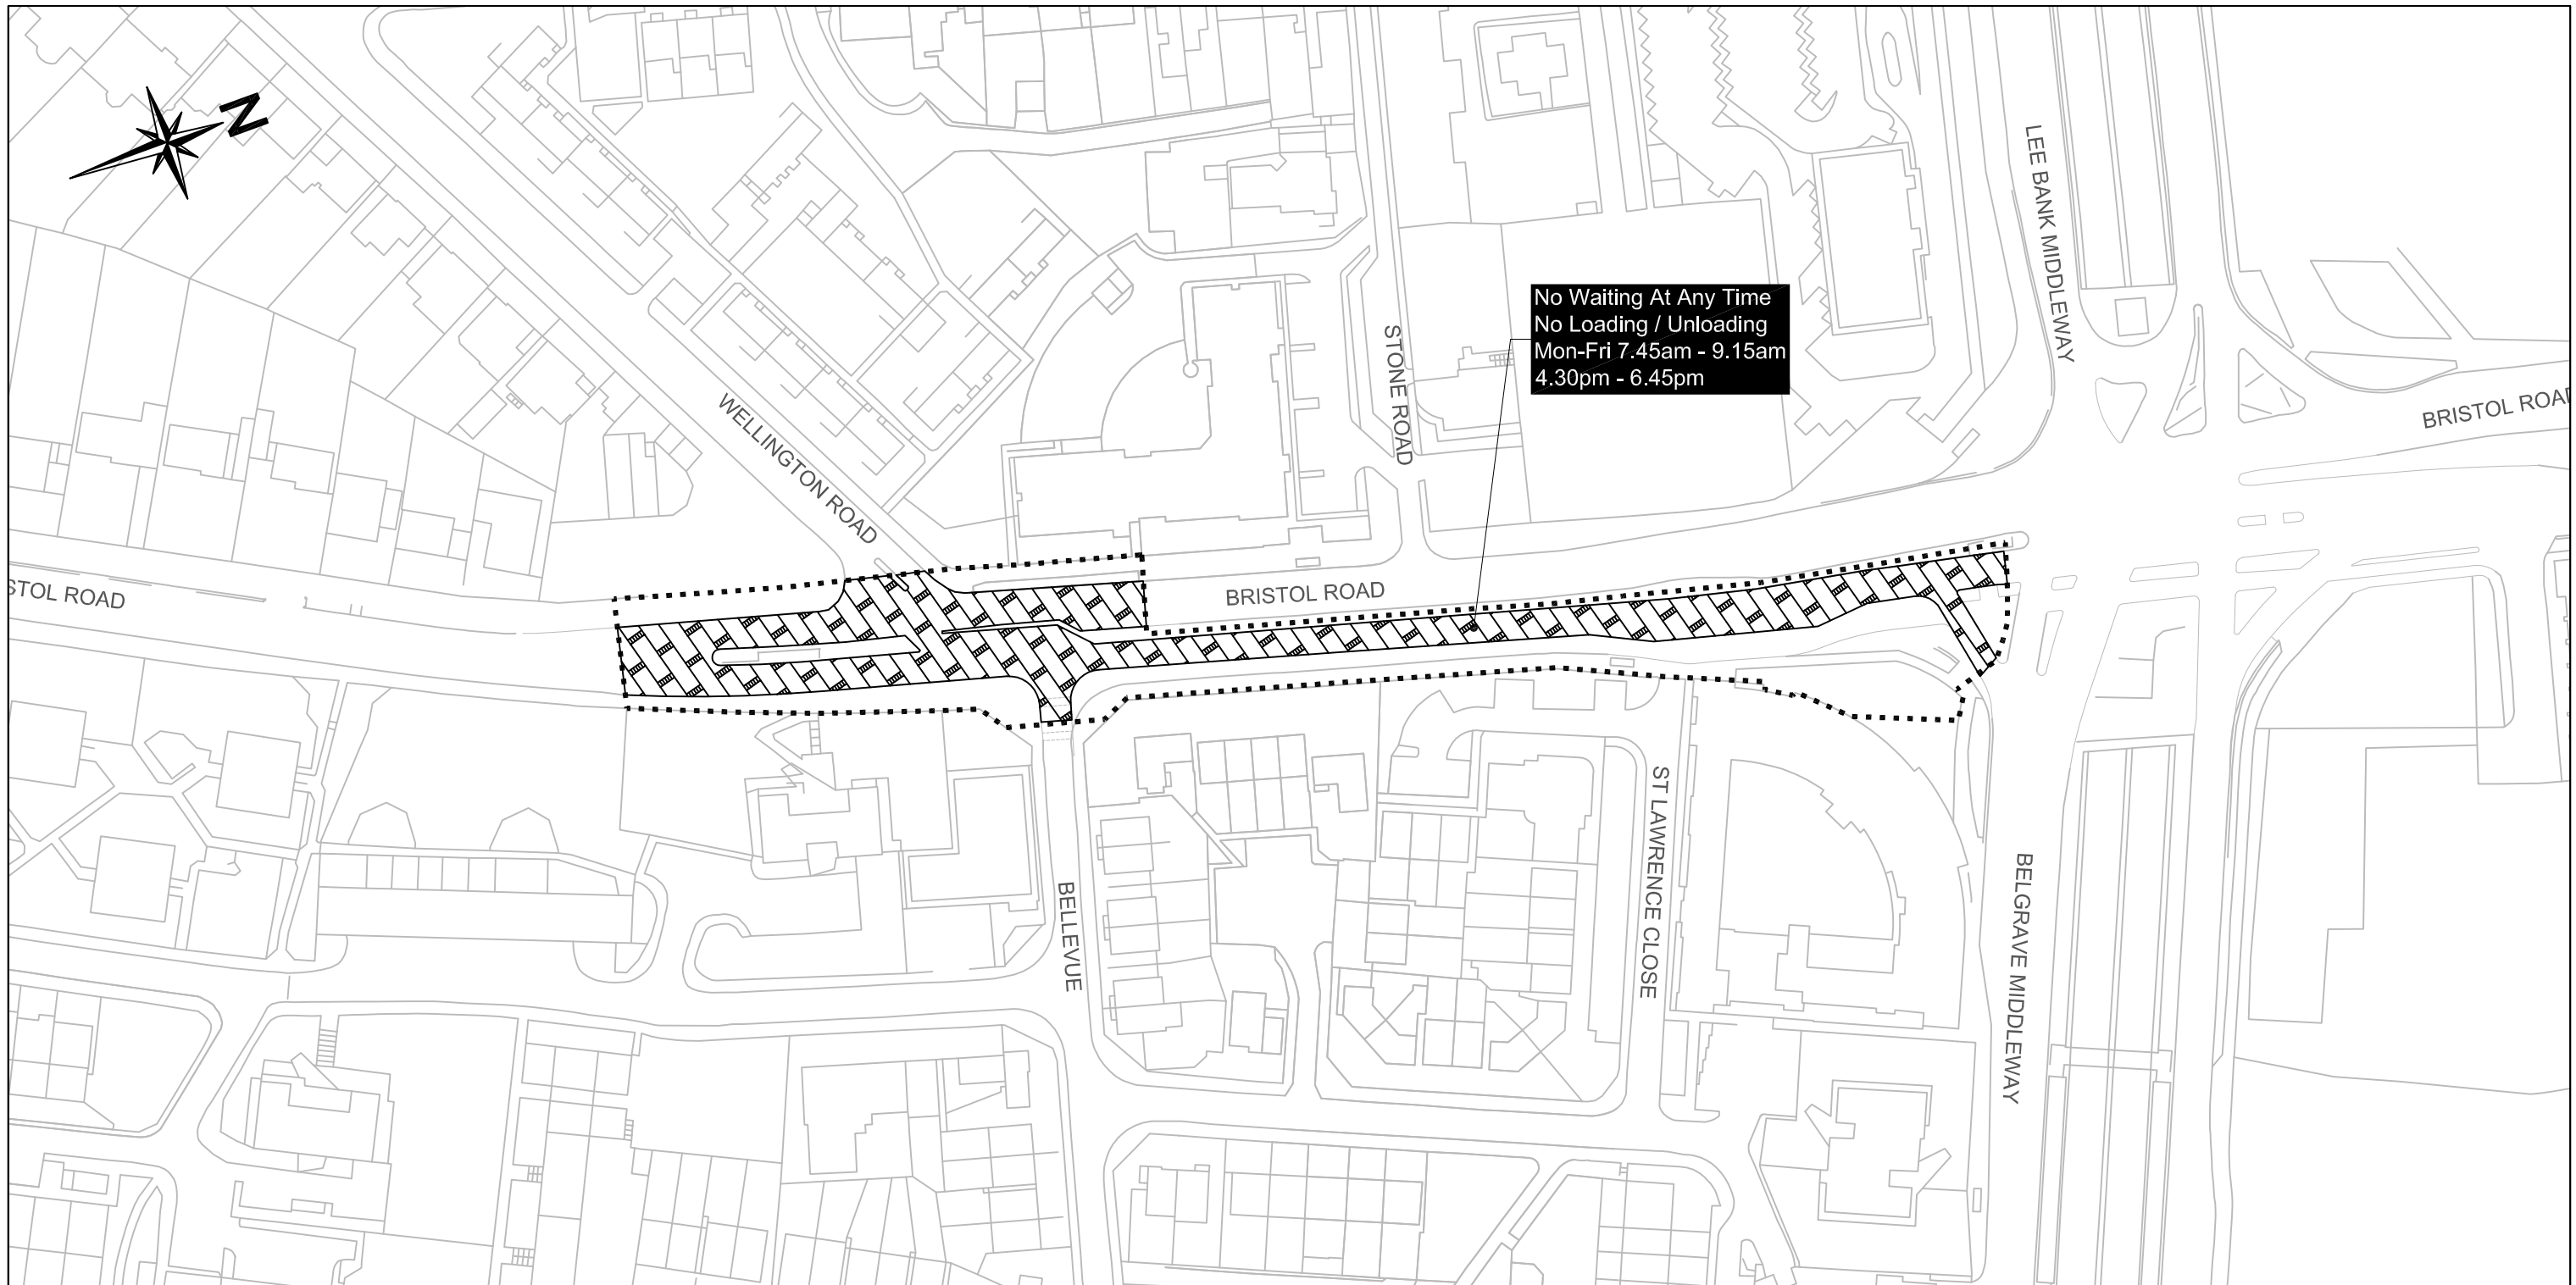 N
LEE BANK MIDDLEWAY
No Waiting At Any Time
No Loading / Unloading
Mon-Fri 7.45am - 9.15am
4.30pm - 6.45pm
STONE ROAD
BRISTOL ROAD
WELLINGTON ROAD
STOL ROAD
BRISTOL ROAD
ST LAWRENCE CLOSE
BELLEVUE
BELGRAVE MIDDLEWAY